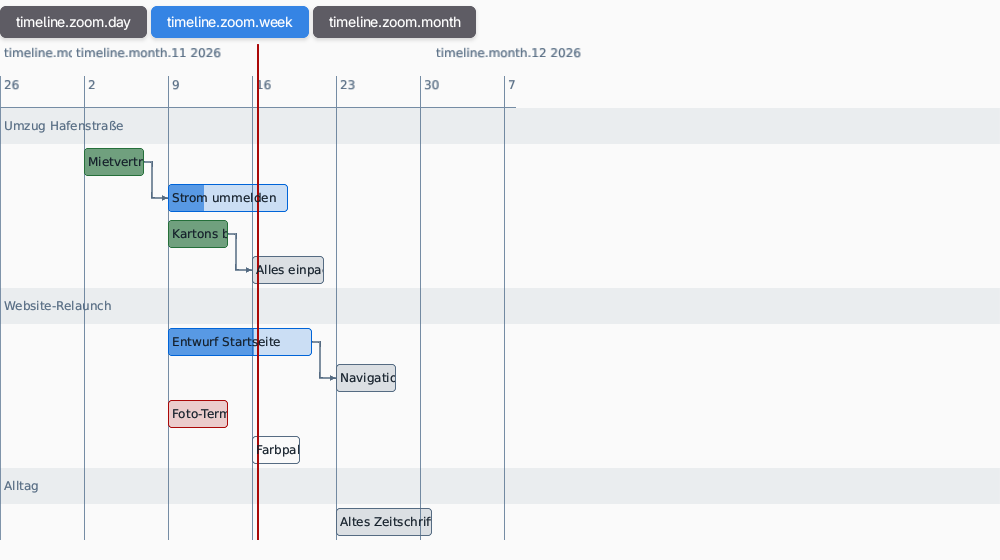 timeline.zoom.day timeline.zoom.week timeline.zoom.month
timeline.mo timeline.month.11 2026 timeline.month.12 2026
26 2 9 16 23 30 7
Umzug Hafenstraße
Mietvertr
Strom ummelden
Kartons b
Alles einpa
Website-Relaunch
Entwurf Startseite
Navigatio
Foto-Term
Farbpal
Alltag
Altes Zeitschrif